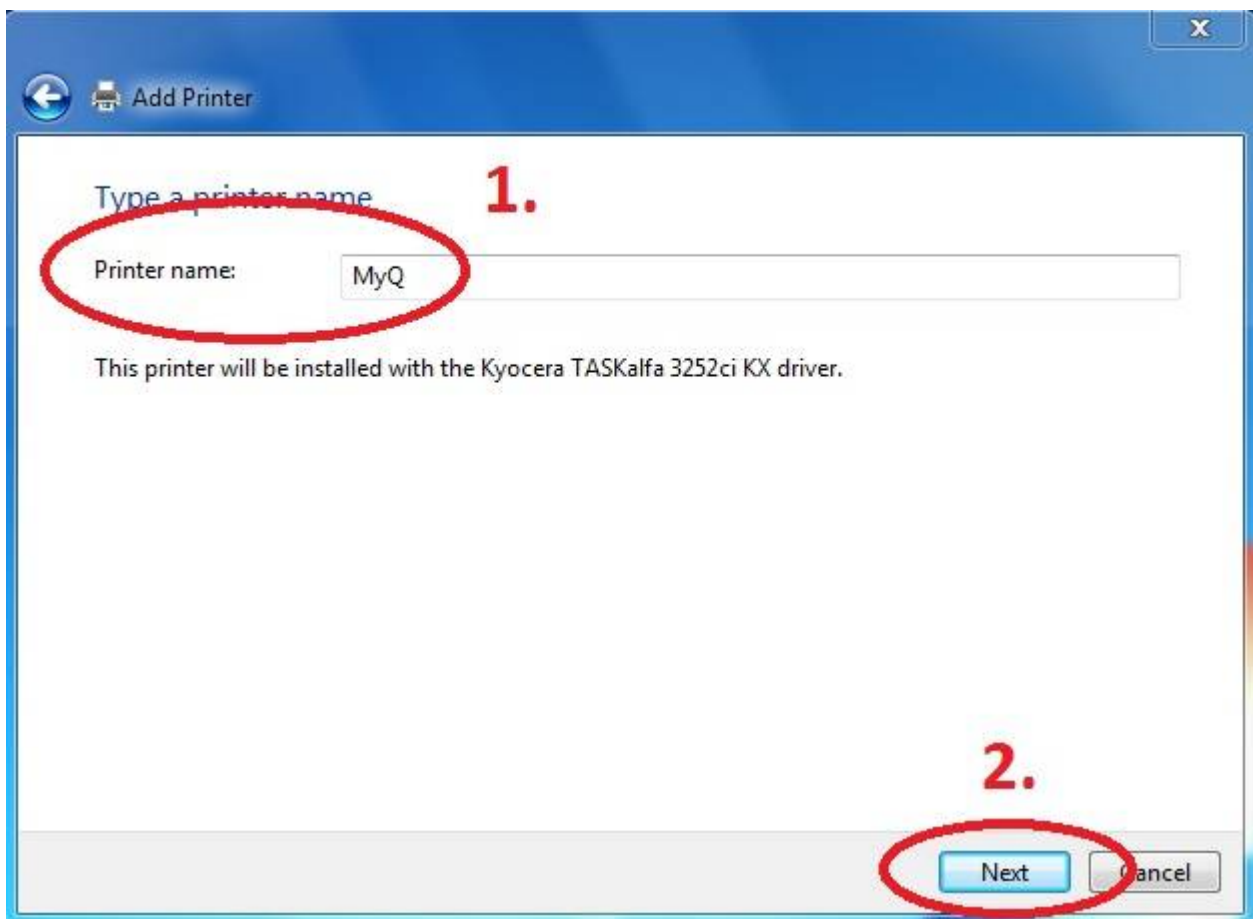 X
Add Printer
Type a printer name
1.
Printer name: MyQ
This printer will be installed with the Kyocera TASKalfa 3252ci KX driver.
2.
Next Cancel